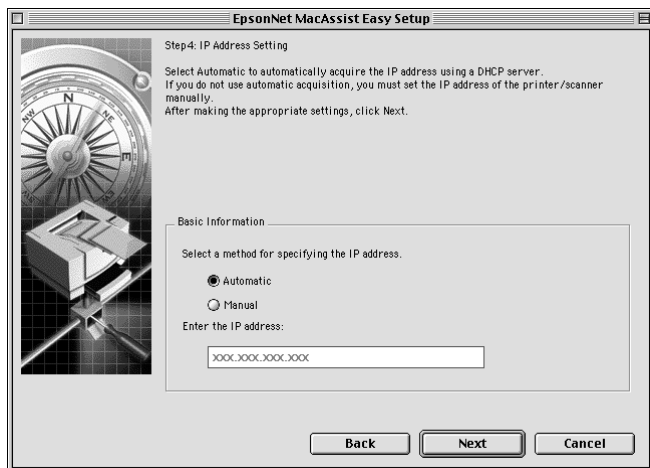 EpsonNet MacAssist Easy Setup
Step4: IP Address Setting
Select Automatic to automatically acquire the IP address using a DHCP server.
If you do not use automatic acquisition, you must set the IP address of the printer/scanner
manually.
After making the appropriate settings, click Next.
N
NE
E
NW
W
Basic Information
Select a method for specifying the IP address.
Automatic
Manual
Enter the IP address:
xxx.xxx.xxx.xxx
Back
Next
Cancel